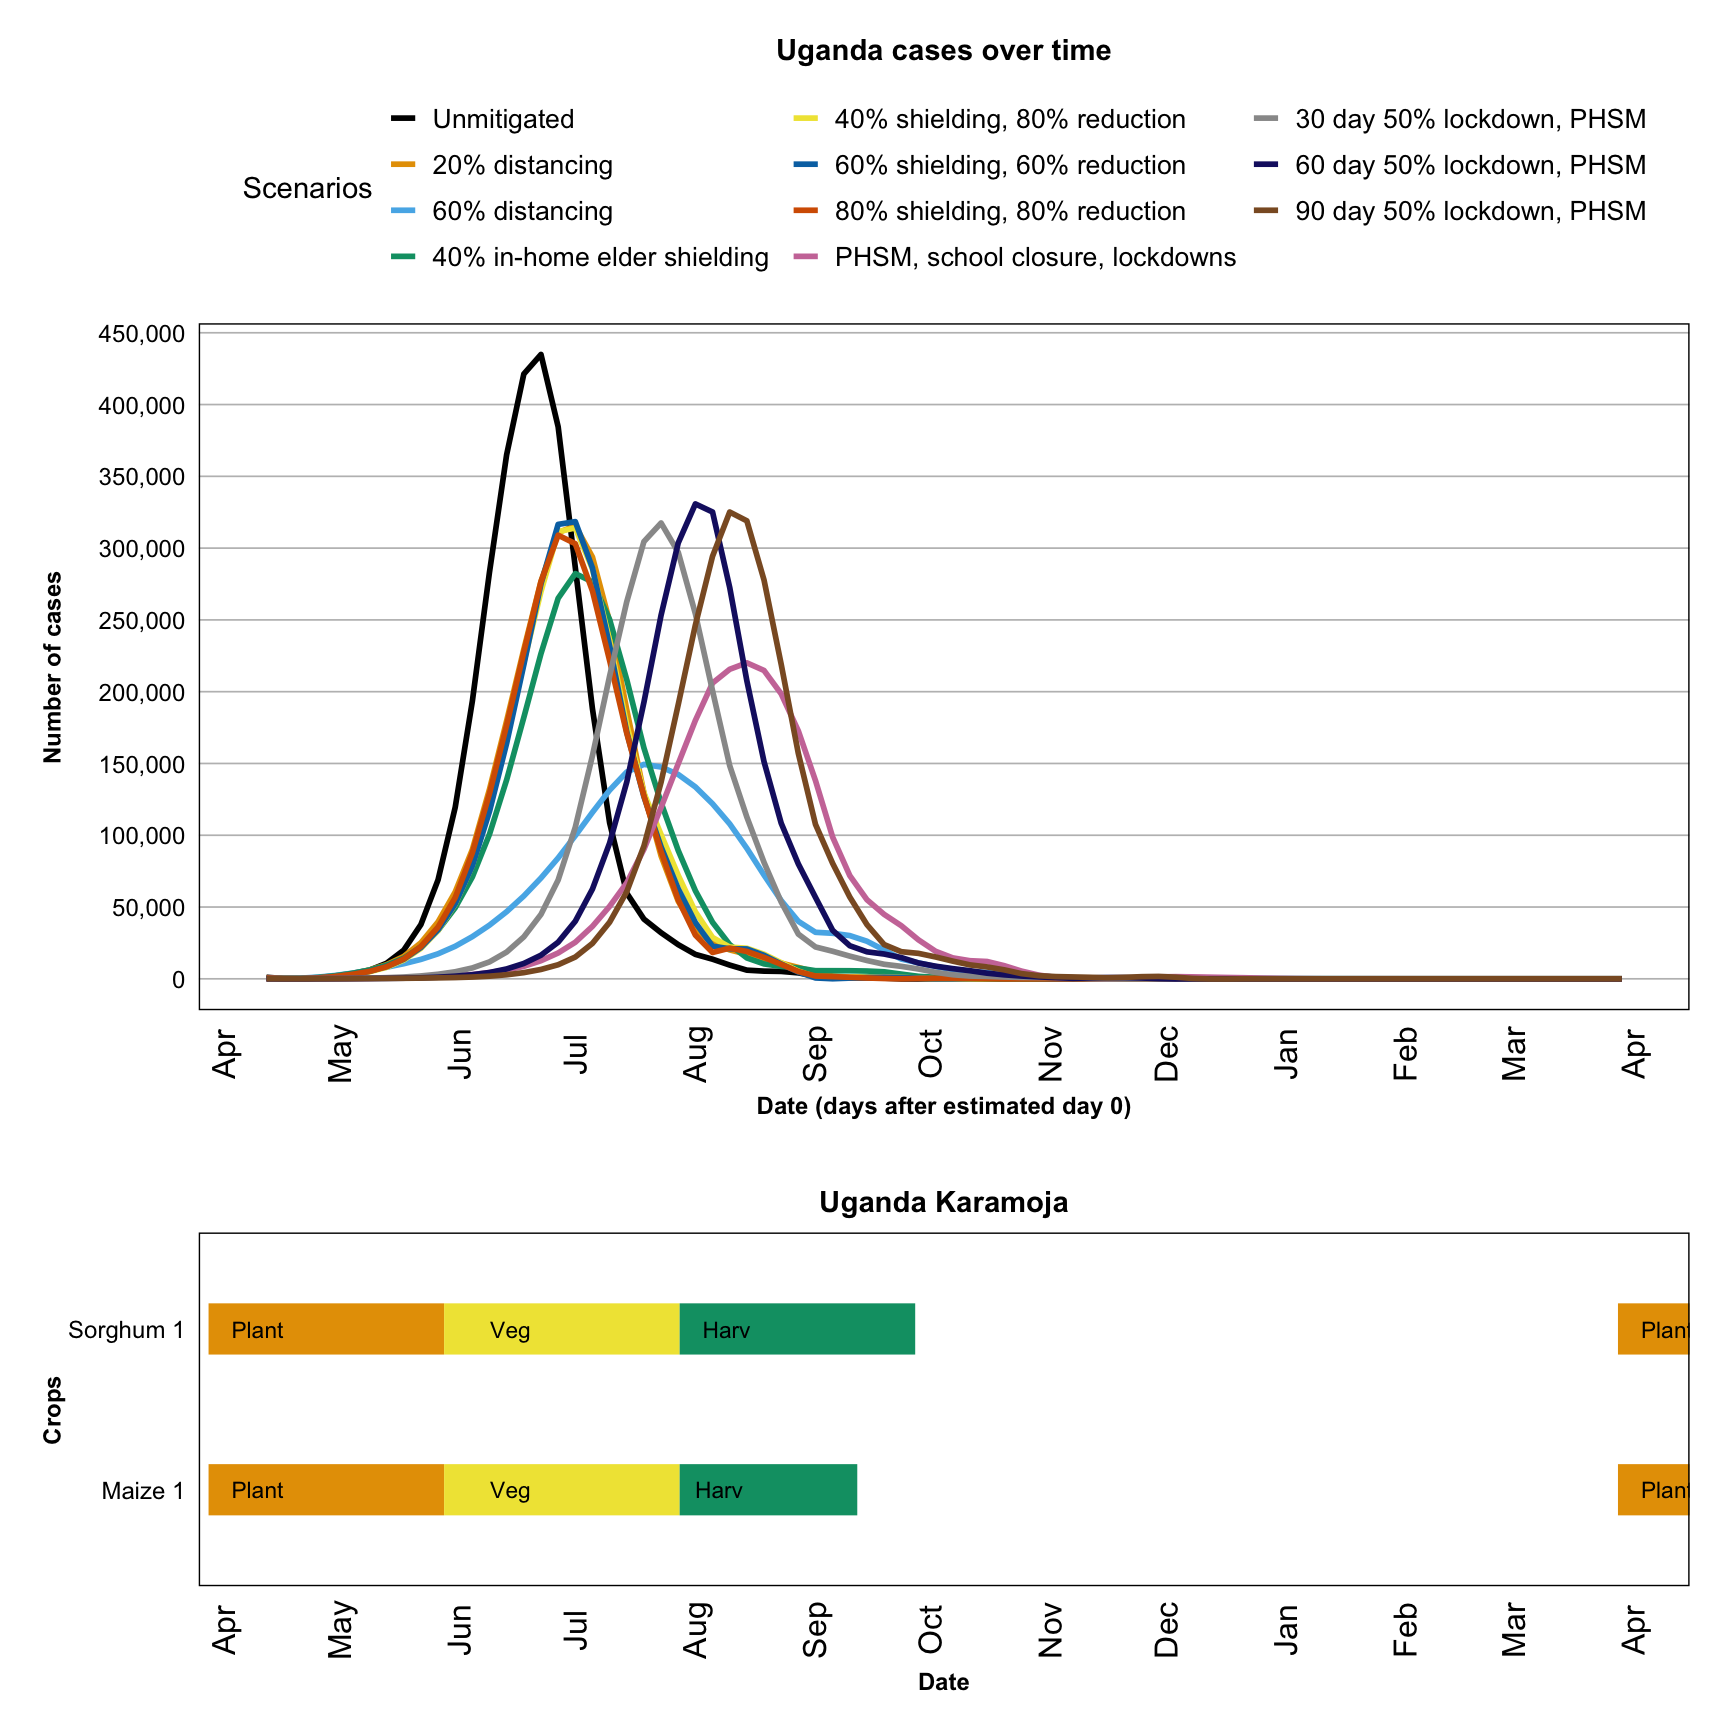 Uganda cases over time
Scenarios
Unmitigated
20% distancing
60% distancing
40% in-home elder shielding
40% shielding, 80% reduction
60% shielding, 60% reduction
80% shielding, 80% reduction
PHSM, school closure, lockdowns
30 day 50% lockdown, PHSM
60 day 50% lockdown, PHSM
90 day 50% lockdown, PHSM
Number of cases
450,000
400,000
350,000
300,000
250,000
200,000
150,000
100,000
50,000
0
Apr May Jun Jul Aug Sep Oct Nov Dec Jan Feb Mar Apr
Date (days after estimated day 0)
Uganda Karamoja
Crops
Sorghum 1 Plant Veg Harv Plant
Maize 1 Plant Veg Harv Plant
Apr May Jun Jul Aug Sep Oct Nov Dec Jan Feb Mar Apr
Date